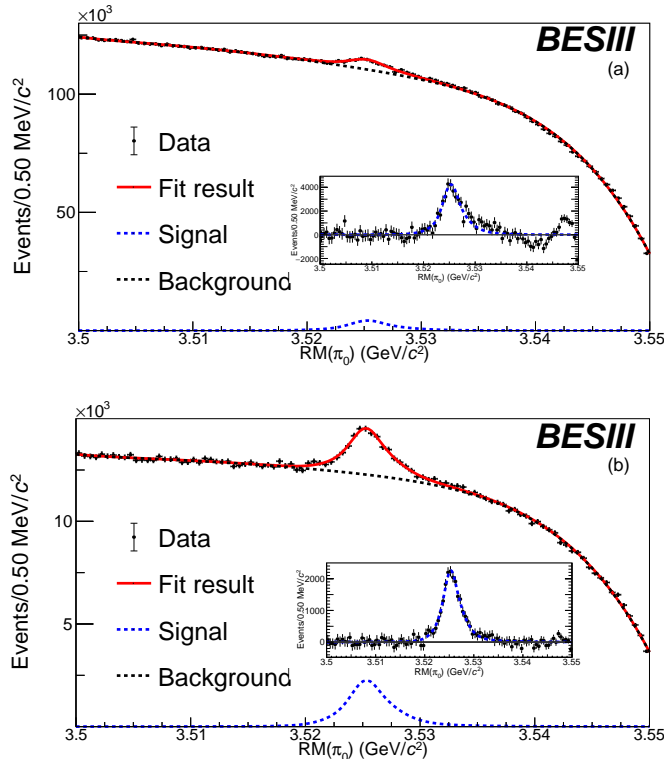 ×10³
BESIII
(a)
Events/0.50 MeV/c²
100
50
Data
Fit result
Signal
Background
Events/0.50 MeV/c²
4000
2000
0
−2000
3.5 3.51 3.52 3.53 3.54 3.55
RM(π₀) (GeV/c²)
3.5 3.51 3.52 3.53 3.54 3.55
RM(π₀) (GeV/c²)
×10³
BESIII
(b)
Events/0.50 MeV/c²
10
5
Data
Fit result
Signal
Background
Events/0.50 MeV/c²
2000
1000
0
3.5 3.51 3.52 3.53 3.54 3.55
RM(π₀) (GeV/c²)
3.5 3.51 3.52 3.53 3.54 3.55
RM(π₀) (GeV/c²)